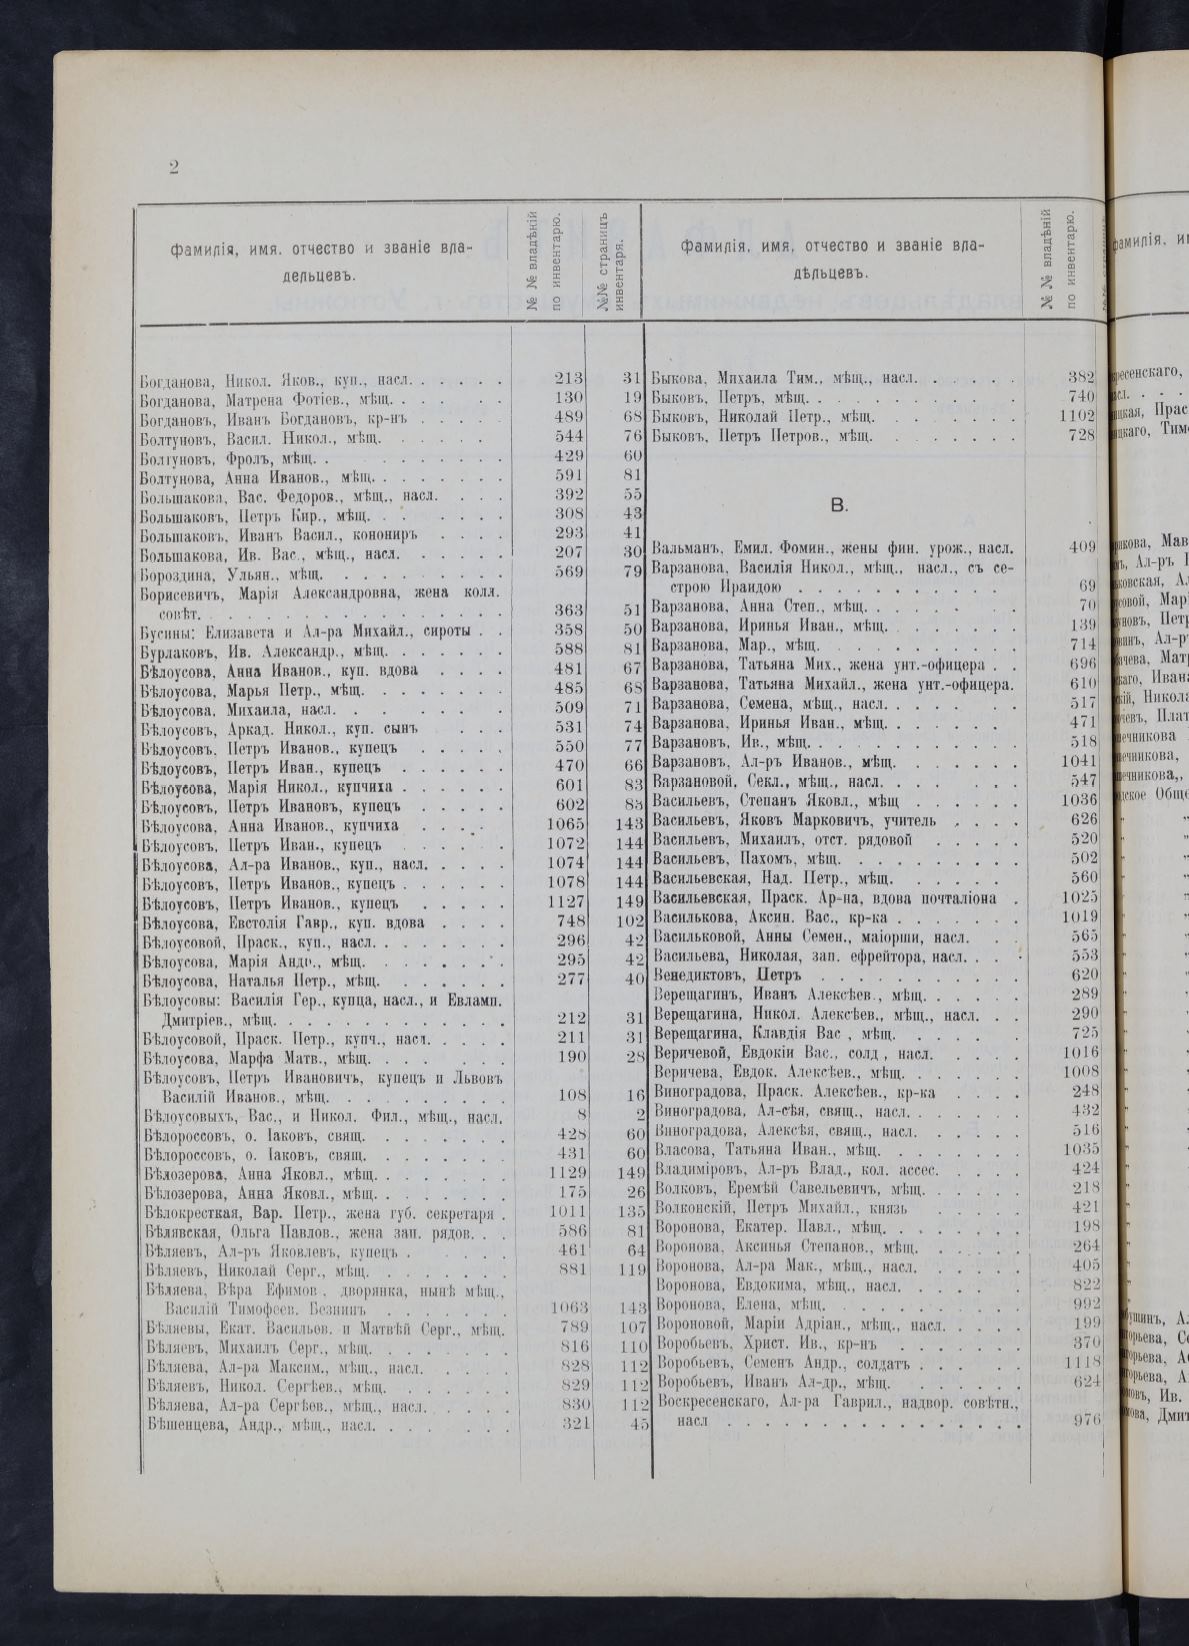 2
Фамилія, имя, отчество и званіе вла-
дельцевъ.
№ № владѣній
по инвентарю.
№№ страницъ
инвентаря.
Богданова, Никол. Яков., куп., насл. 213 31
Богданова, Матрена Фотіев., мѣщ. 130 19
Богдановъ, Иванъ Богдановъ, кр-нъ 489 68
Болтуновъ, Васил. Никол., мѣщ. 544 76
Болтуновъ, Фролъ, мѣщ. 429 60
Болтунова, Анна Иванов., мѣщ. 591 81
Большакова, Вас. Федоров., мѣщ., насл. 392 55
Большаковъ, Петръ Кир., мѣщ. 308 43
Большаковъ, Иванъ Васил., кононирь 293 41
Большакова, Ив. Вас., мѣщ., насл. 207 30
Бороздина, Ульян., мѣщ. 569 79
Борисевичъ, Марія Александровна, жена колл.
совѣт. 363 51
Бусины: Елизавета и Ал-ра Михайл., сироты 358 50
Бурлаковъ, Ив. Александр., мѣщ. 588 81
Бѣлоусова, Анна Иванов., куп. вдова 481 67
Бѣлоусова, Марья Петр., мѣщ. 485 68
Бѣлоусова, Михаила, насл. 509 71
Бѣлоусовъ, Аркад. Никол., куп. сынъ 531 74
Бѣлоусовъ, Петръ Иванов., купецъ 550 77
Бѣлоусовъ, Петръ Иван., купецъ 470 66
Бѣлоусова, Марія Никол., купчиха 601 83
Бѣлоусовъ, Петръ Ивановъ, купецъ 602 83
Бѣлоусова, Анна Иванов., купчиха 1065 143
Бѣлоусовъ, Петръ Иван., купецъ 1072 144
Бѣлоусова, Ал-ра Иванов., куп., насл. 1074 144
Бѣлоусовъ, Петръ Иванов., купецъ 1078 144
Бѣлоусовъ, Петръ Иванов., купецъ 1127 149
Бѣлоусова, Евстолія Гавр., куп. вдова 748 102
Бѣлоусовой, Праск., куп., насл. 296 42
Бѣлоусова, Марія Андр., мѣщ. 295 42
Бѣлоусова, Наталья Петр., мѣщ. 277 40
Бѣлоусовы: Василія Гер., купца, насл., и Евламп.
Дмитріев., мѣщ. 212 31
Бѣлоусовой, Праск. Петр., купч., насл. 211 31
Бѣлоусова, Марфа Матв., мѣщ. 190 28
Бѣлоусовъ, Петръ Ивановичъ, купецъ и Львовъ
Василій Иванов., мѣщ. 108 16
Бѣлоусовыхъ, Вас., и Никол. Фил., мѣщ., насл. 8 2
Бѣлороссовъ, о. Іаковъ, свящ. 428 60
Бѣлороссовъ, о. Іаковъ, свящ. 431 60
Бѣлозерова, Анна Яковл., мѣщ. 1129 149
Бѣлозерова, Анна Яковл., мѣщ. 175 26
Бѣлокресткая, Вар. Петр., жена губ. секретаря 1011 135
Бѣлявская, Ольга Павлов., жена зап. рядов. 586 81
Бѣляевъ, Ал-ръ Яковлевъ, купецъ 461 64
Бѣляевъ, Николай Серг., мѣщ. 881 119
Бѣляева, Вѣра Ефимов., дворянка, нынѣ мѣщ.,
Василій Тимофеев. Безнинъ 1063 143
Бѣляевы, Екат. Васильов. и Матвѣй Серг., мѣщ. 789 107
Бѣляевъ, Михаилъ Серг., мѣщ. 816 110
Бѣляева, Ал-ра Максим., мѣщ., насл. 828 112
Бѣляевъ, Никол. Сергѣев., мѣщ. 829 112
Бѣляева, Ал-ра Сергѣев., мѣщ., насл. 830 112
Бѣшенцева, Андр., мѣщ., насл. 321 45
Фамилія, имя, отчество и званіе вла-
дѣльцевъ.
№ № владѣній
по инвентарю.
Быкова, Михаила Тим., мѣщ., насл. 382
Быковъ, Петръ, мѣщ. 740
Быковъ, Николай Петр., мѣщ. 1102
Быковъ, Петръ Петров., мѣщ. 728
В.
Вальманъ, Емил. Фомин., жены фин. урож., насл. 409
Варзанова, Василія Никол., мѣщ., насл., съ се-
строю Ираидою 69
Варзанова, Анна Степ., мѣщ. 70
Варзанова, Иринья Иван., мѣщ. 139
Варзанова, Мар., мѣщ. 714
Варзанова, Татьяна Мих., жена унт.-офицера 696
Варзанова, Татьяна Михайл., жена унт.-офицера. 610
Варзанова, Семена, мѣщ., насл. 517
Варзанова, Иринья Иван., мѣщ. 471
Варзановъ, Ив., мѣщ. 518
Варзановъ, Ал-ръ Иванов., мѣщ. 1041
Варзановой, Секл., мѣщ., насл. 547
Васильевъ, Степанъ Яковл., мѣщ 1036
Васильевъ, Яковъ Марковичъ, учитель 626
Васильевъ, Михаилъ, отст. рядовой 520
Васильевъ, Пахомъ, мѣщ. 502
Васильевская, Над. Петр., мѣщ. 560
Васильевская, Праск. Ар-на, вдова почталіона 1025
Василькова, Аксин. Вас., кр-ка 1019
Васильковой, Анны Семен., маіорши, насл. 565
Васильева, Николая, зап. ефрейтора, насл. 553
Венедиктовъ, Петръ 620
Верещагинъ, Иванъ Алексѣев., мѣщ. 289
Верещагина, Никол. Алексѣев., мѣщ., насл. 290
Верещагина, Клавдія Вас., мѣщ. 725
Веричевой, Евдокіи Вас., солд., насл. 1016
Веричева, Евдок. Алексѣев., мѣщ. 1008
Виноградова, Праск. Алексѣев., кр-ка 248
Виноградова, Ал-сѣя, свящ., насл. 432
Виноградова, Алексѣя, свящ., насл. 516
Власова, Татьяна Иван., мѣщ. 1035
Владиміровъ, Ал-ръ Влад., кол. ассес. 424
Волковъ, Еремѣй Савельевичъ, мѣщ. 218
Волконскій, Петръ Михайл., князь 421
Воронова, Екатер. Павл., мѣщ. 198
Воронова, Аксинья Степанов., мѣщ. 264
Воронова, Ал-ра Мак., мѣщ., насл. 405
Воронова, Евдокима, мѣщ., насл. 822
Воронова, Елена, мѣщ. 992
Вороновой, Маріи Адріан., мѣщ., насл. 199
Воробьевъ, Христ. Ив., кр-нъ 370
Воробьевъ, Семенъ Андр., солдатъ 1118
Воробьевъ, Иванъ Ал-др., мѣщ. 624
Воскресенскаго, Ал-ра Гаврил., надвор. совѣтн.,
насл 976